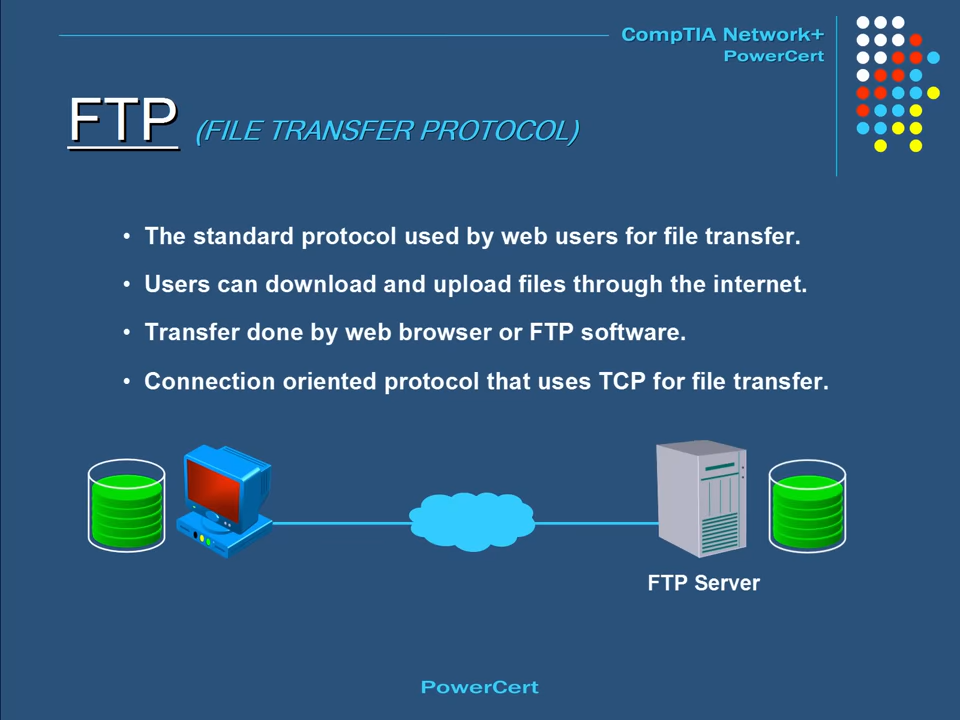 CompTIA Network+
PowerCert
FTP (FILE TRANSFER PROTOCOL)
• The standard protocol used by web users for file transfer.
• Users can download and upload files through the internet.
• Transfer done by web browser or FTP software.
• Connection oriented protocol that uses TCP for file transfer.
FTP Server
PowerCert